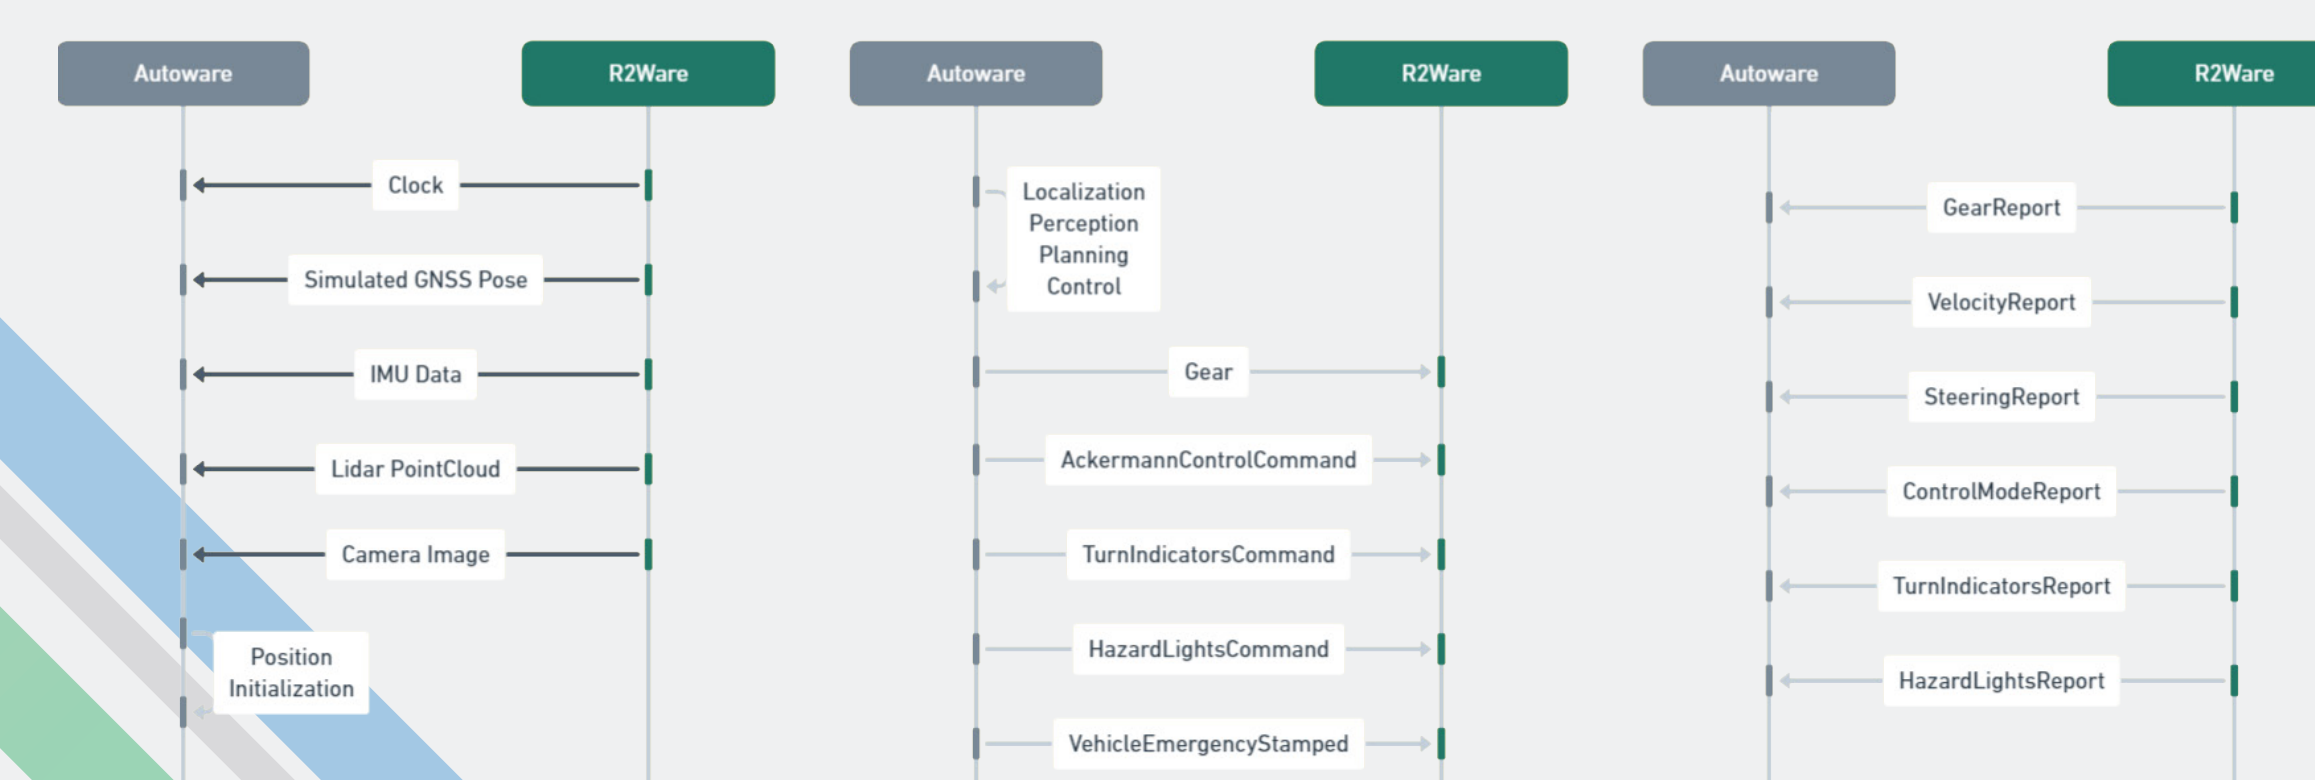 Autoware
R2Ware
Clock
Simulated GNSS Pose
IMU Data
Lidar PointCloud
Camera Image
Position
Initialization
Autoware
R2Ware
Localization
Perception
Planning
Control
Gear
AckermannControlCommand
TurnIndicatorsCommand
HazardLightsCommand
VehicleEmergencyStamped
Autoware
R2Ware
GearReport
VelocityReport
SteeringReport
ControlModeReport
TurnIndicatorsReport
HazardLightsReport